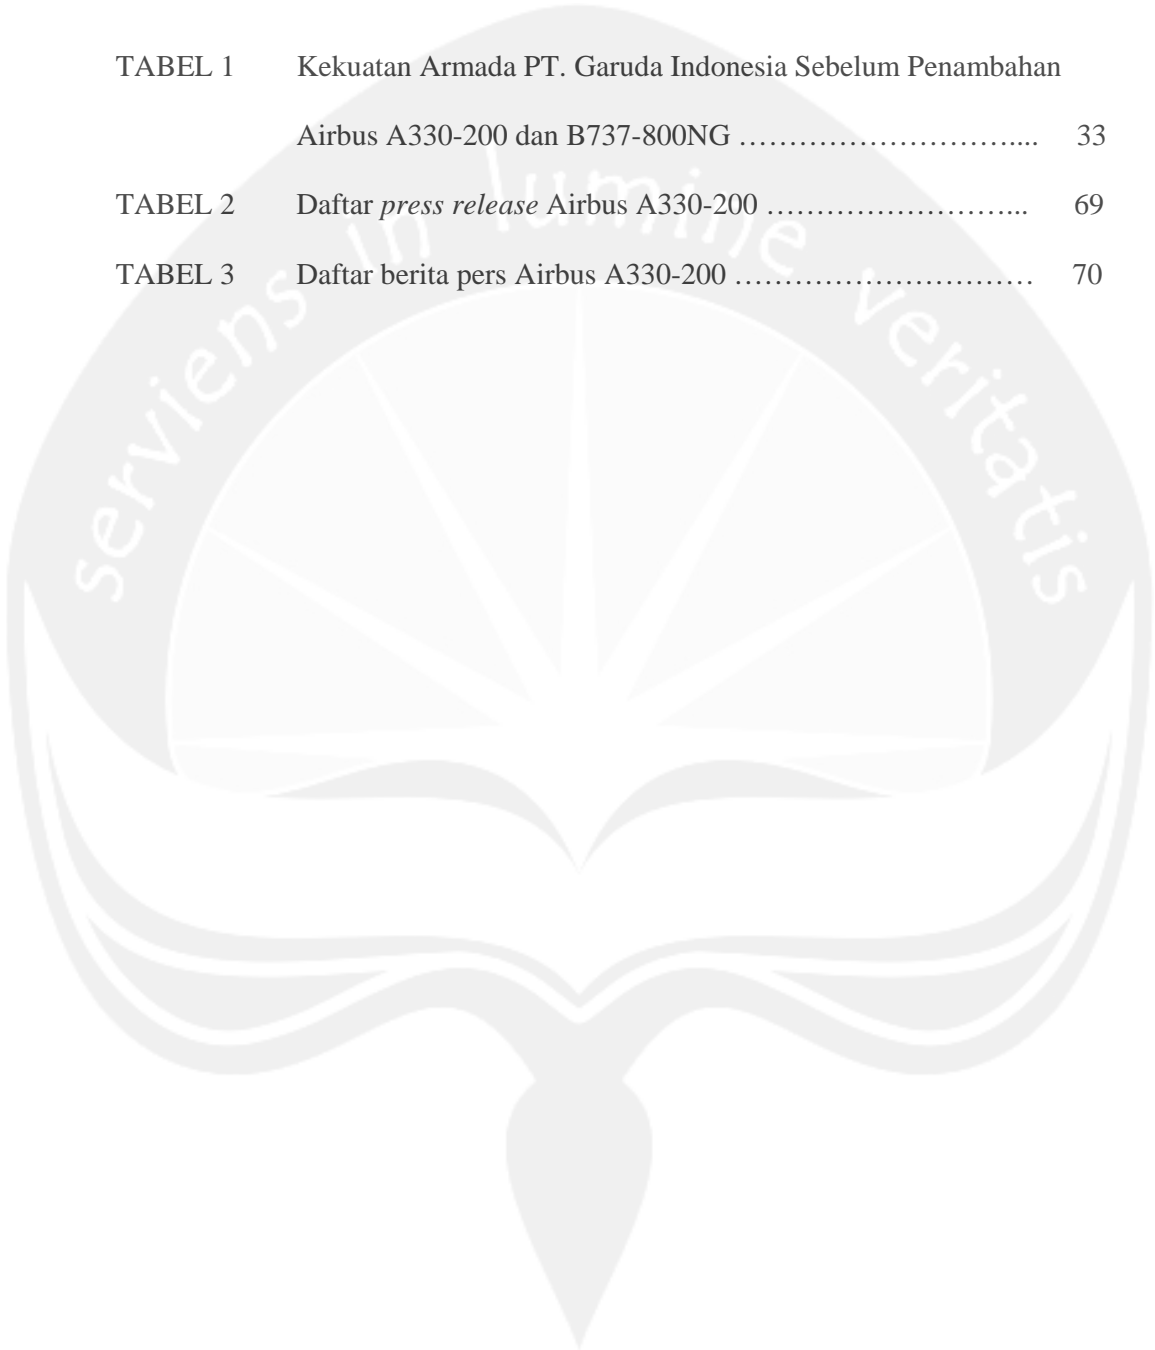 TABEL 1 Kekuatan Armada PT. Garuda Indonesia Sebelum Penambahan
Airbus A330-200 dan B737-800NG ……………………….... 33
TABEL 2 Daftar press release Airbus A330-200 ……………………... 69
TABEL 3 Daftar berita pers Airbus A330-200 ………………………… 70
serviens in lumine veritatis